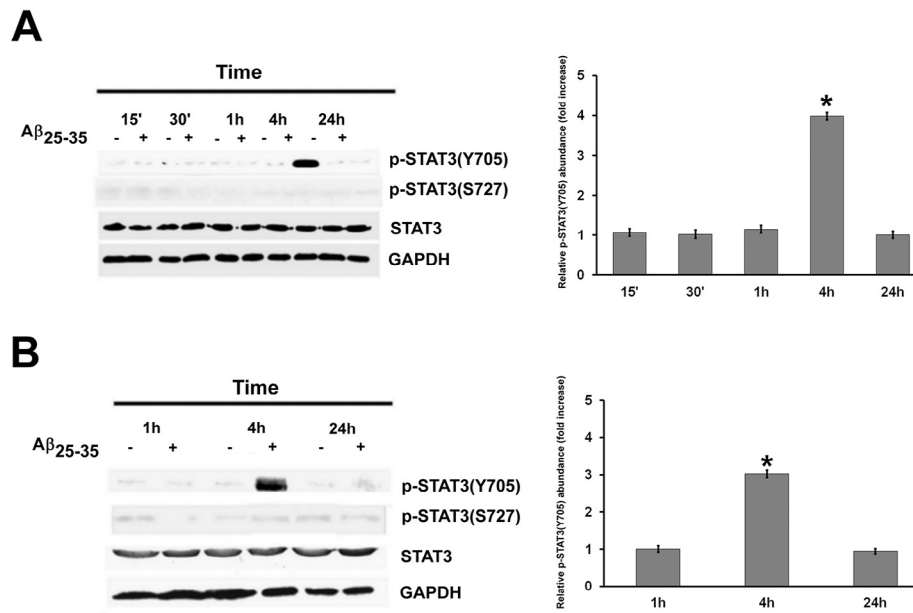 A
Time
15' 30' 1h 4h 24h
Aβ25-35 - + - + - + - + - +
p-STAT3(Y705)
p-STAT3(S727)
STAT3
GAPDH
Relative p-STAT3(Y705) abundance (fold increase)
5
4
3
2
1
0
*
15' 30' 1h 4h 24h
B
Time
1h 4h 24h
Aβ25-35 - + - + - +
p-STAT3(Y705)
p-STAT3(S727)
STAT3
GAPDH
Relative p-STAT3(Y705) abundance (fold increase)
5
4
3
2
1
0
*
1h 4h 24h